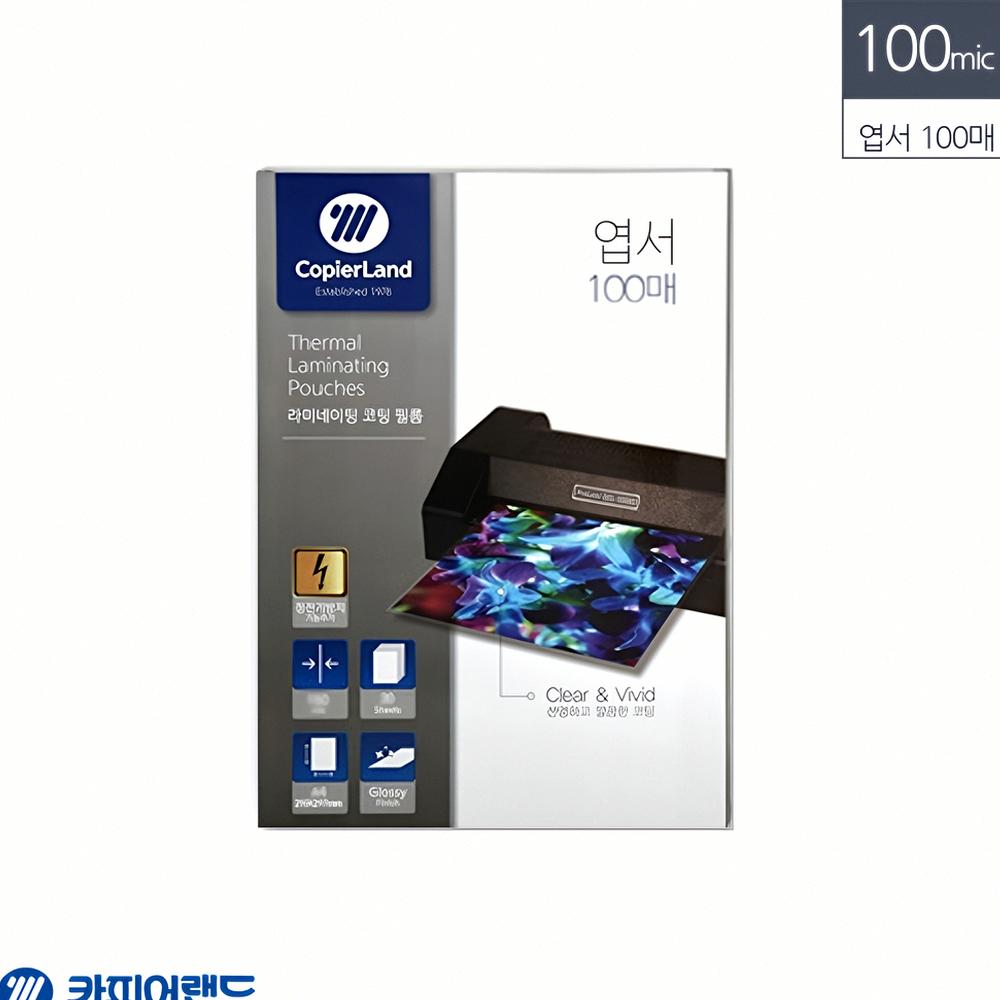 100mic
엽서 100매
CopierLand
엽서
100매
Thermal
Laminating
Pouches
라미네이팅 코팅 필름
Clear & Vivid
Glossy
카피어랜드